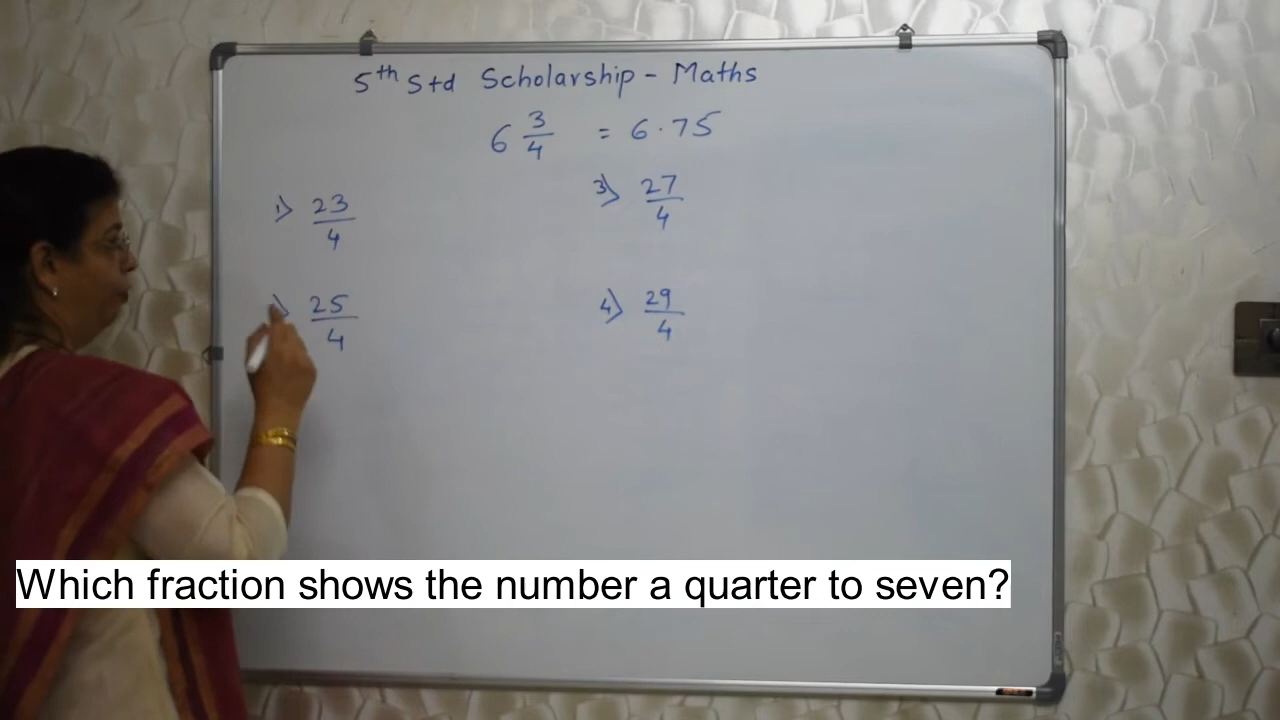 5th Std Scholarship - Maths
6 3/4 = 6.75
1) 23/4
3) 27/4
25/4
4) 29/4
Which fraction shows the number a quarter to seven?